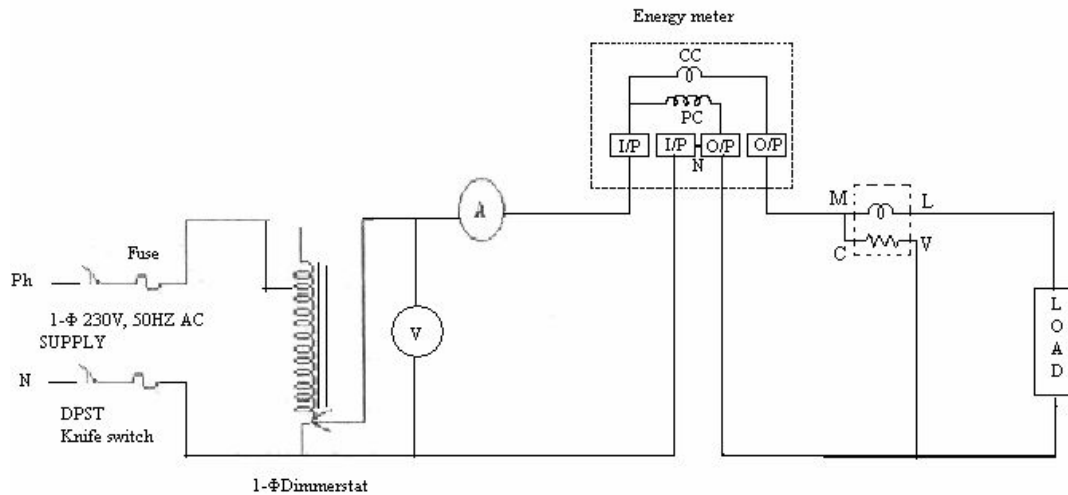 Energy meter
CC
PC
I/P I/P O/P O/P
N
A
M L
C V
Fuse
Ph
1-Φ 230V, 50HZ AC
SUPPLY
V
N
DPST
Knife switch
L
O
A
D
1-ΦDimmerstat